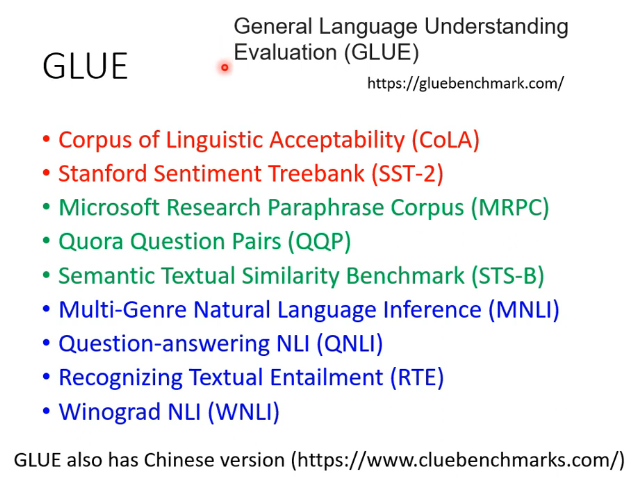 GLUE
General Language Understanding
Evaluation (GLUE)
https://gluebenchmark.com/
• Corpus of Linguistic Acceptability (CoLA)
• Stanford Sentiment Treebank (SST-2)
• Microsoft Research Paraphrase Corpus (MRPC)
• Quora Question Pairs (QQP)
• Semantic Textual Similarity Benchmark (STS-B)
• Multi-Genre Natural Language Inference (MNLI)
• Question-answering NLI (QNLI)
• Recognizing Textual Entailment (RTE)
• Winograd NLI (WNLI)
GLUE also has Chinese version (https://www.cluebenchmarks.com/)